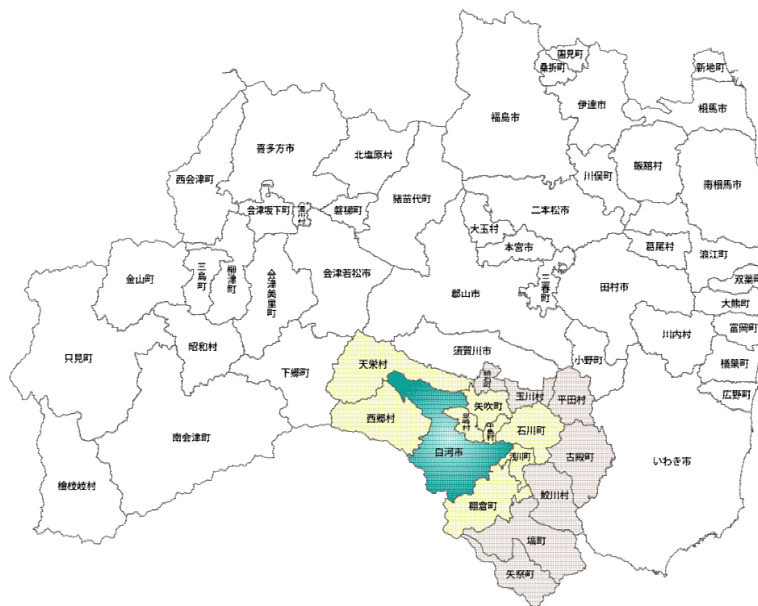 国見町
桑折町
新地町
伊達市
相馬市
福島市
喜多方市
北塩原村
飯舘村
川俣町
西会津町
南相馬市
猪苗代町
会津坂下町
湯川村
磐梯町
二本松市
大玉村
本宮市
葛尾村
浪江町
金山町
三島町
柳津町
会津美里町
会津若松市
郡山市
三春町
田村市
双葉町
大熊町
富岡町
川内村
只見町
昭和村
下郷町
須賀川市
小野町
楢葉町
広野町
天栄村
鏡石町
玉川村
平田村
矢吹町
西郷村
泉崎村
中島村
石川町
南会津町
白河市
浅川町
古殿町
いわき市
檜枝岐村
鮫川村
棚倉町
塙町
矢祭町